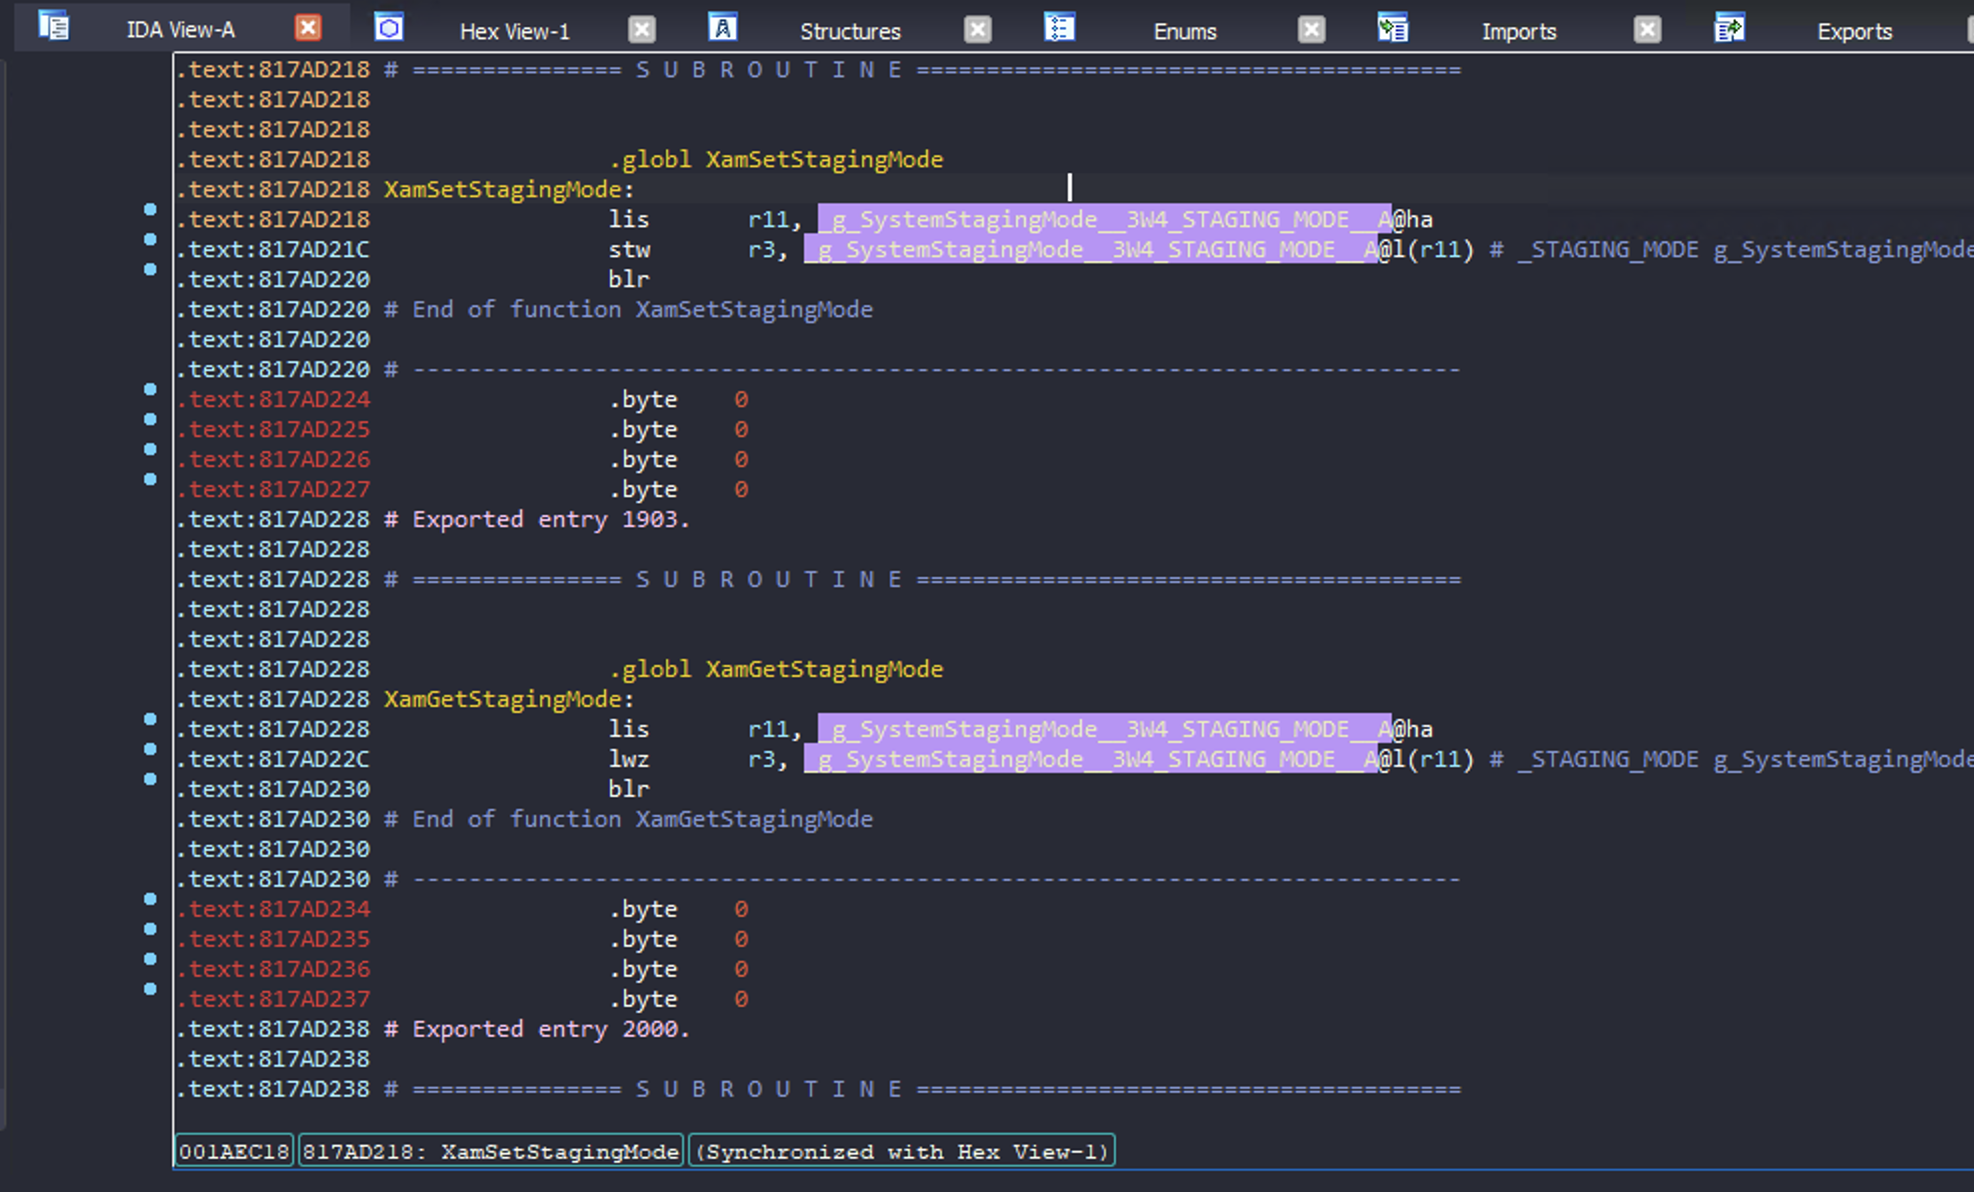 IDA View-A Hex View-1 Structures Enums Imports Exports
.text:817AD218 # =============== S U B R O U T I N E =======================================
.text:817AD218
.text:817AD218
.text:817AD218 .globl XamSetStagingMode
.text:817AD218 XamSetStagingMode:
.text:817AD218 lis r11, _g_SystemStagingMode__3W4_STAGING_MODE__A@ha
.text:817AD21C stw r3, _g_SystemStagingMode__3W4_STAGING_MODE__A@l(r11) # _STAGING_MODE g_SystemStagingMode
.text:817AD220 blr
.text:817AD220 # End of function XamSetStagingMode
.text:817AD220
.text:817AD220 # ---------------------------------------------------------------------------
.text:817AD224 .byte 0
.text:817AD225 .byte 0
.text:817AD226 .byte 0
.text:817AD227 .byte 0
.text:817AD228 # Exported entry 1903.
.text:817AD228
.text:817AD228 # =============== S U B R O U T I N E =======================================
.text:817AD228
.text:817AD228
.text:817AD228 .globl XamGetStagingMode
.text:817AD228 XamGetStagingMode:
.text:817AD228 lis r11, _g_SystemStagingMode__3W4_STAGING_MODE__A@ha
.text:817AD22C lwz r3, _g_SystemStagingMode__3W4_STAGING_MODE__A@l(r11) # _STAGING_MODE g_SystemStagingMode
.text:817AD230 blr
.text:817AD230 # End of function XamGetStagingMode
.text:817AD230
.text:817AD230 # ---------------------------------------------------------------------------
.text:817AD234 .byte 0
.text:817AD235 .byte 0
.text:817AD236 .byte 0
.text:817AD237 .byte 0
.text:817AD238 # Exported entry 2000.
.text:817AD238
.text:817AD238 # =============== S U B R O U T I N E =======================================
001AEC18 817AD218: XamSetStagingMode (Synchronized with Hex View-1)